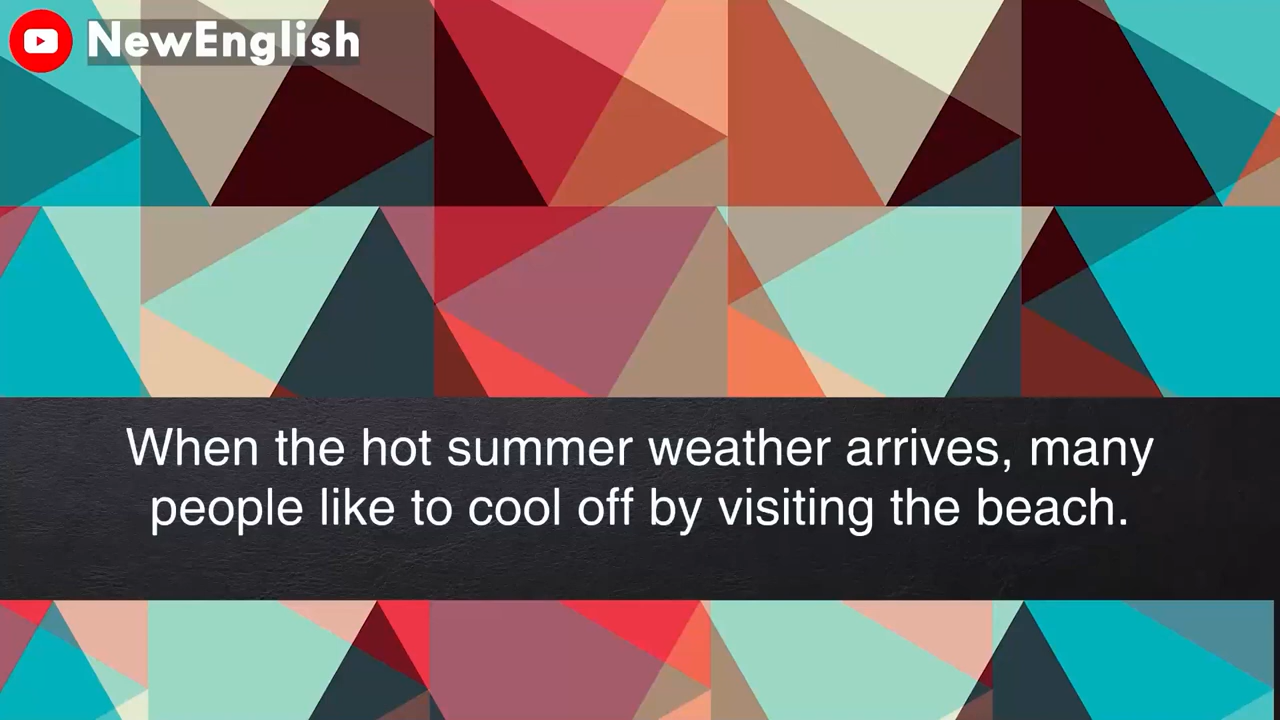 NewEnglish
When the hot summer weather arrives, many
people like to cool off by visiting the beach.